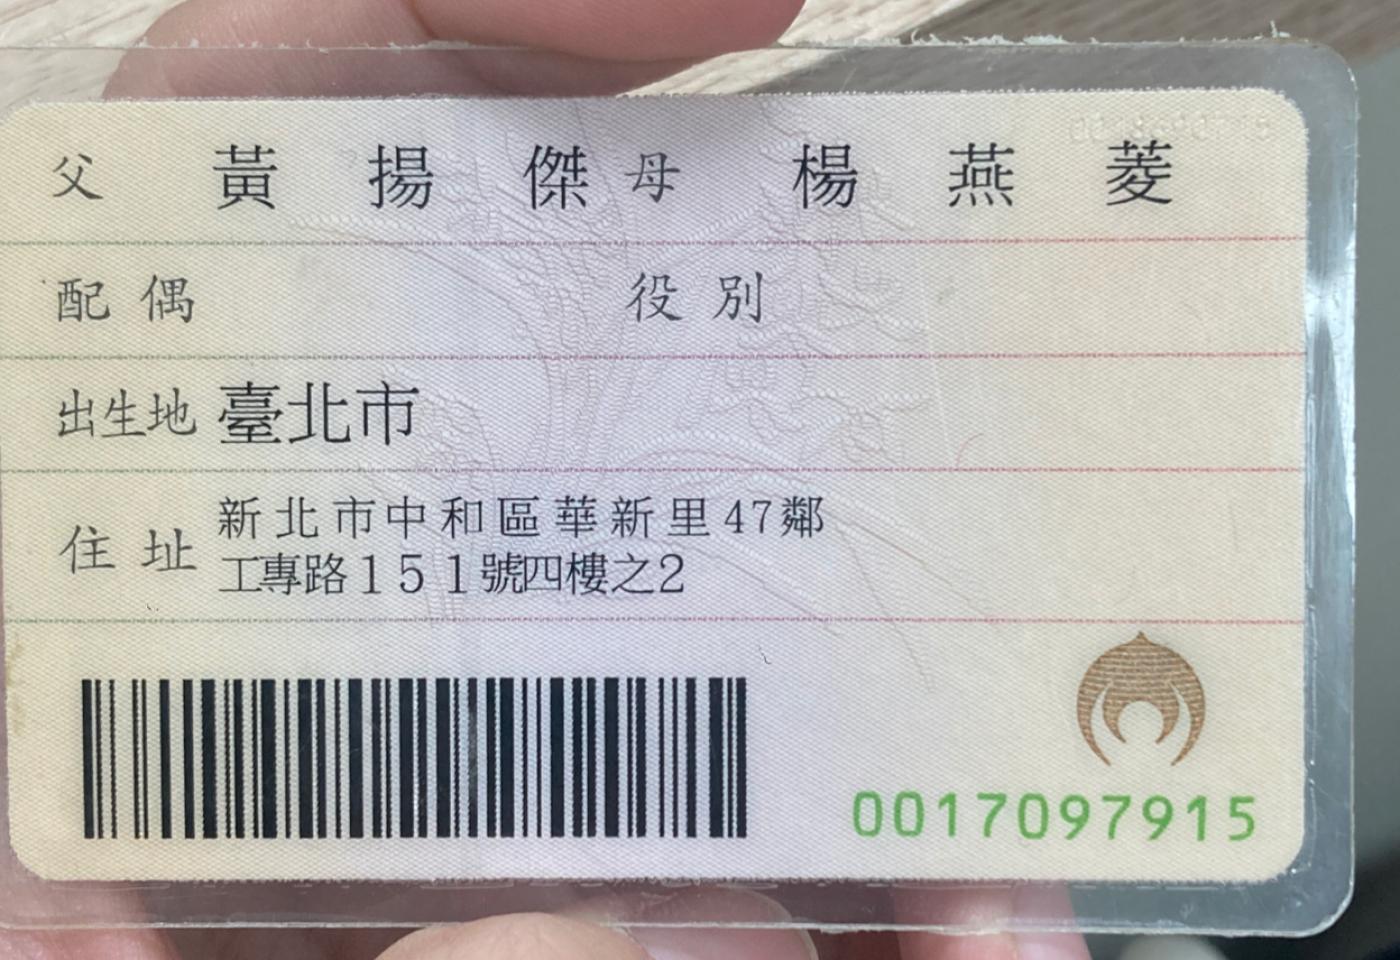 父 黃揚傑 母 楊燕菱
配偶 役別
出生地 臺北市
住址 新北市中和區華新里47鄰
工專路151號四樓之2
0017097915